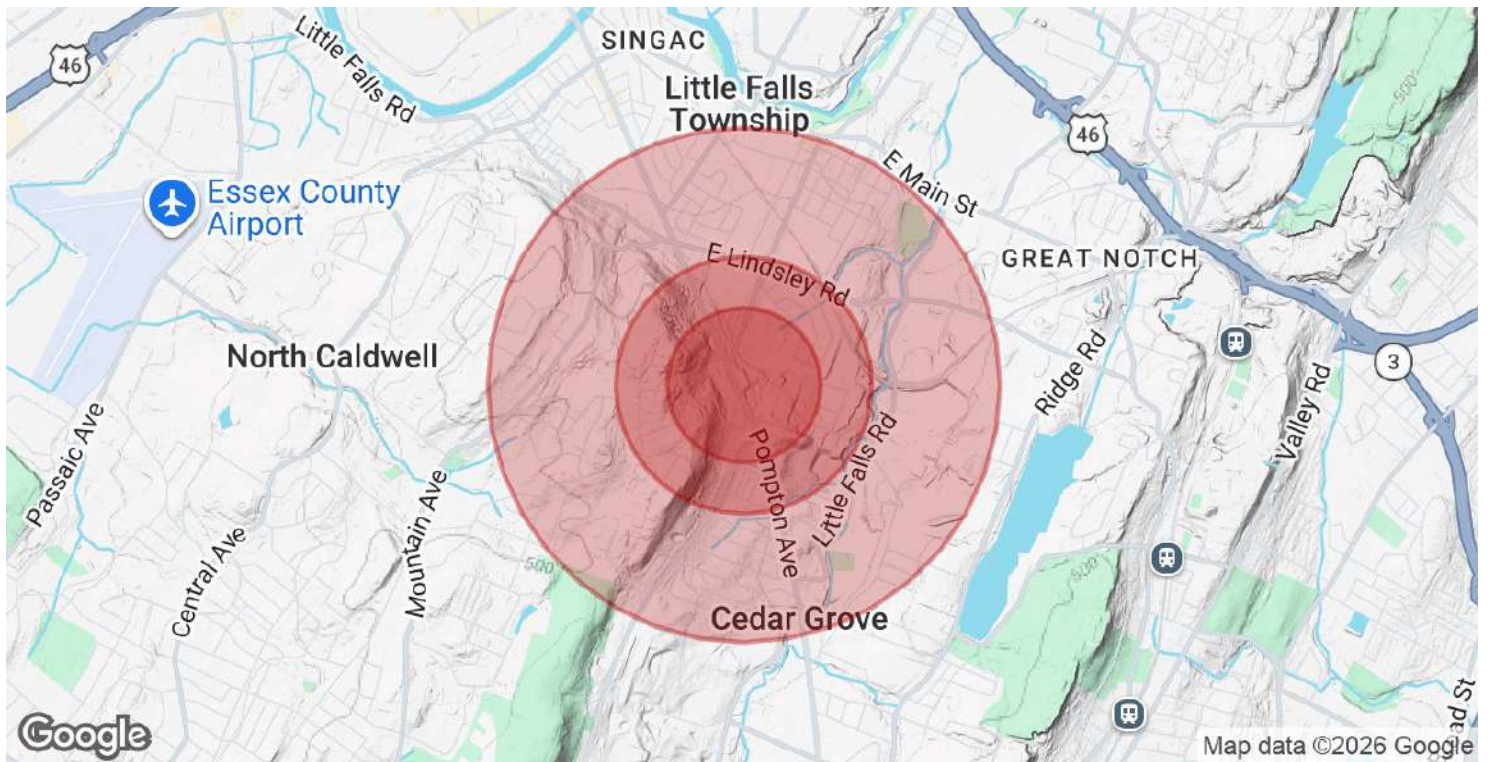 46
Little Falls Rd
SINGAC
Little Falls
Township
46
E Main St
Essex County
Airport
GREAT NOTCH
E Lindsley Rd
North Caldwell
Ridge Rd
3
Valley Rd
Passaic Ave
Mountain Ave
Central Ave
Pompton Ave
Little Falls Rd
500
500
500
Cedar Grove
Google
Map data ©2026 Google